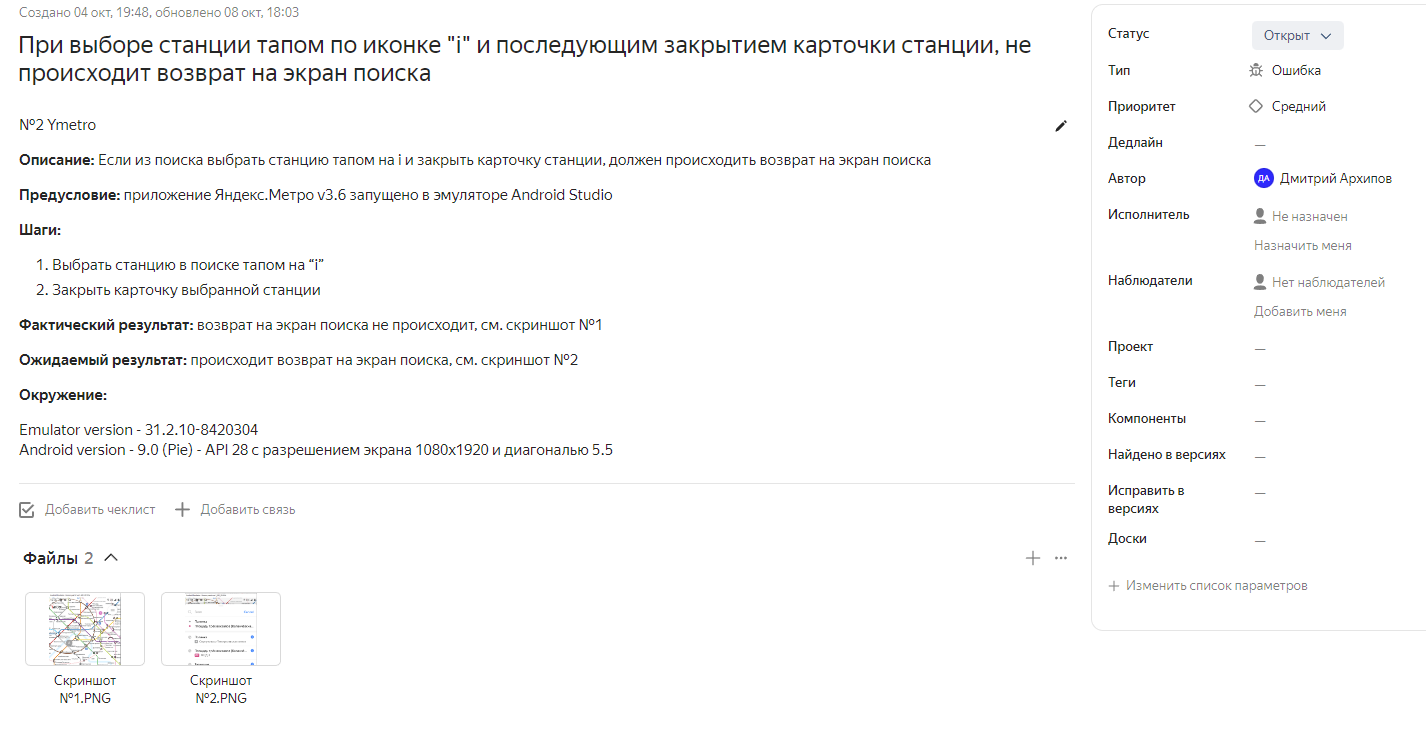 Создано 04 окт, 19:48, обновлено 08 окт, 18:03
При выборе станции тапом по иконке "i" и последующим закрытием карточки станции, не
происходит возврат на экран поиска
№2 Ymetro
Описание: Если из поиска выбрать станцию тапом на i и закрыть карточку станции, должен происходить возврат на экран поиска
Предусловие: приложение Яндекс.Метро v3.6 запущено в эмуляторе Android Studio
Шаги:
1. Выбрать станцию в поиске тапом на “i”
2. Закрыть карточку выбранной станции
Фактический результат: возврат на экран поиска не происходит, см. скриншот №1
Ожидаемый результат: происходит возврат на экран поиска, см. скриншот №2
Окружение:
Emulator version - 31.2.10-8420304
Android version - 9.0 (Pie) - API 28 с разрешением экрана 1080x1920 и диагональю 5.5
Добавить чеклист
Добавить связь
Файлы 2
Скриншот
№1.PNG
Скриншот
№2.PNG
Статус
Открыт
Тип
Ошибка
Приоритет
Средний
Дедлайн
—
Автор
ДА Дмитрий Архипов
Исполнитель
Не назначен
Назначить меня
Наблюдатели
Нет наблюдателей
Добавить меня
Проект
—
Теги
—
Компоненты
—
Найдено в версиях
—
Исправить в
версиях
—
Доски
—
+ Изменить список параметров